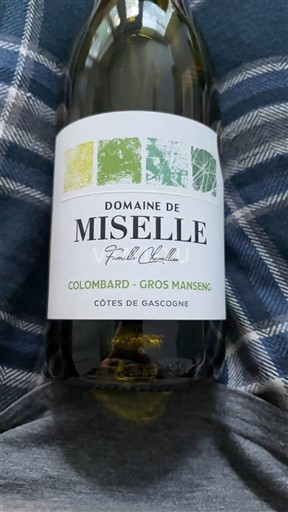 DOMAINE DE
MISELLE
Famille Chevallier
COLOMBARD - GROS MANSENG
CÔTES DE GASCOGNE